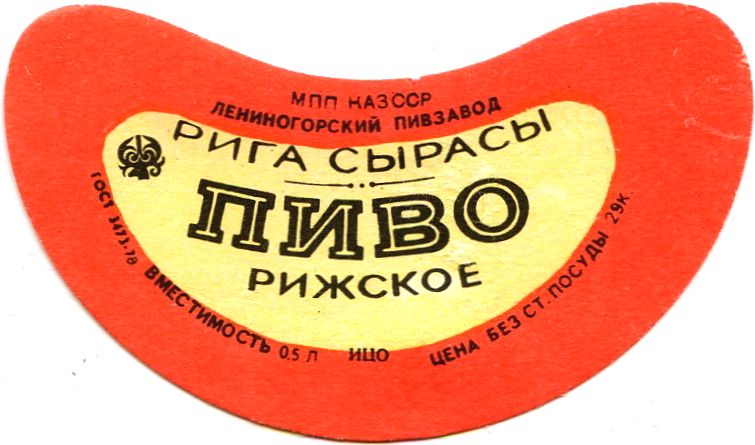 МПП КАЗССР
ЛЕНИНОГОРСКИЙ ПИВЗАВОД
РИГА СЫРАСЫ
ПИВО
РИЖСКОЕ
ГОСТ 3473-78 ВМЕСТИМОСТЬ 0,5 Л ИЦО ЦЕНА БЕЗ СТ. ПОСУДЫ 29К.